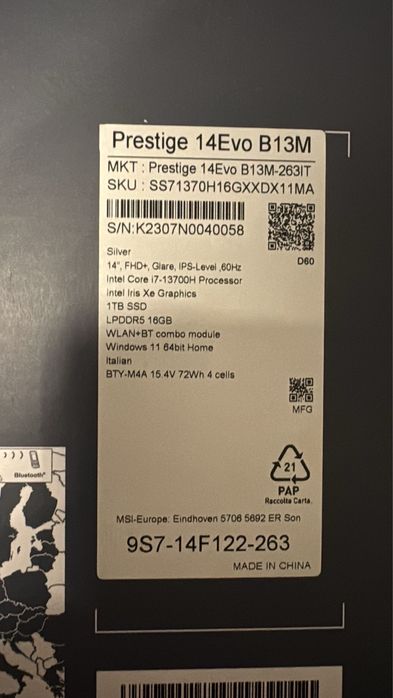 Prestige 14Evo B13M
MKT : Prestige 14Evo B13M-263IT
SKU : SS71370H16GXXDX11MA
S/N:K2307N0040058
D60
Silver
14", FHD+, Glare, IPS-Level ,60Hz
Intel Core i7-13700H Processor
Intel Iris Xe Graphics
1TB SSD
LPDDR5 16GB
WLAN+BT combo module
Windows 11 64bit Home
Italian
BTY-M4A 15.4V 72Wh 4 cells
MFG
21
PAP
Raccolta Carta.
MSI-Europe: Eindhoven 5706 5692 ER Son
9S7-14F122-263
MADE IN CHINA
Bluetooth®